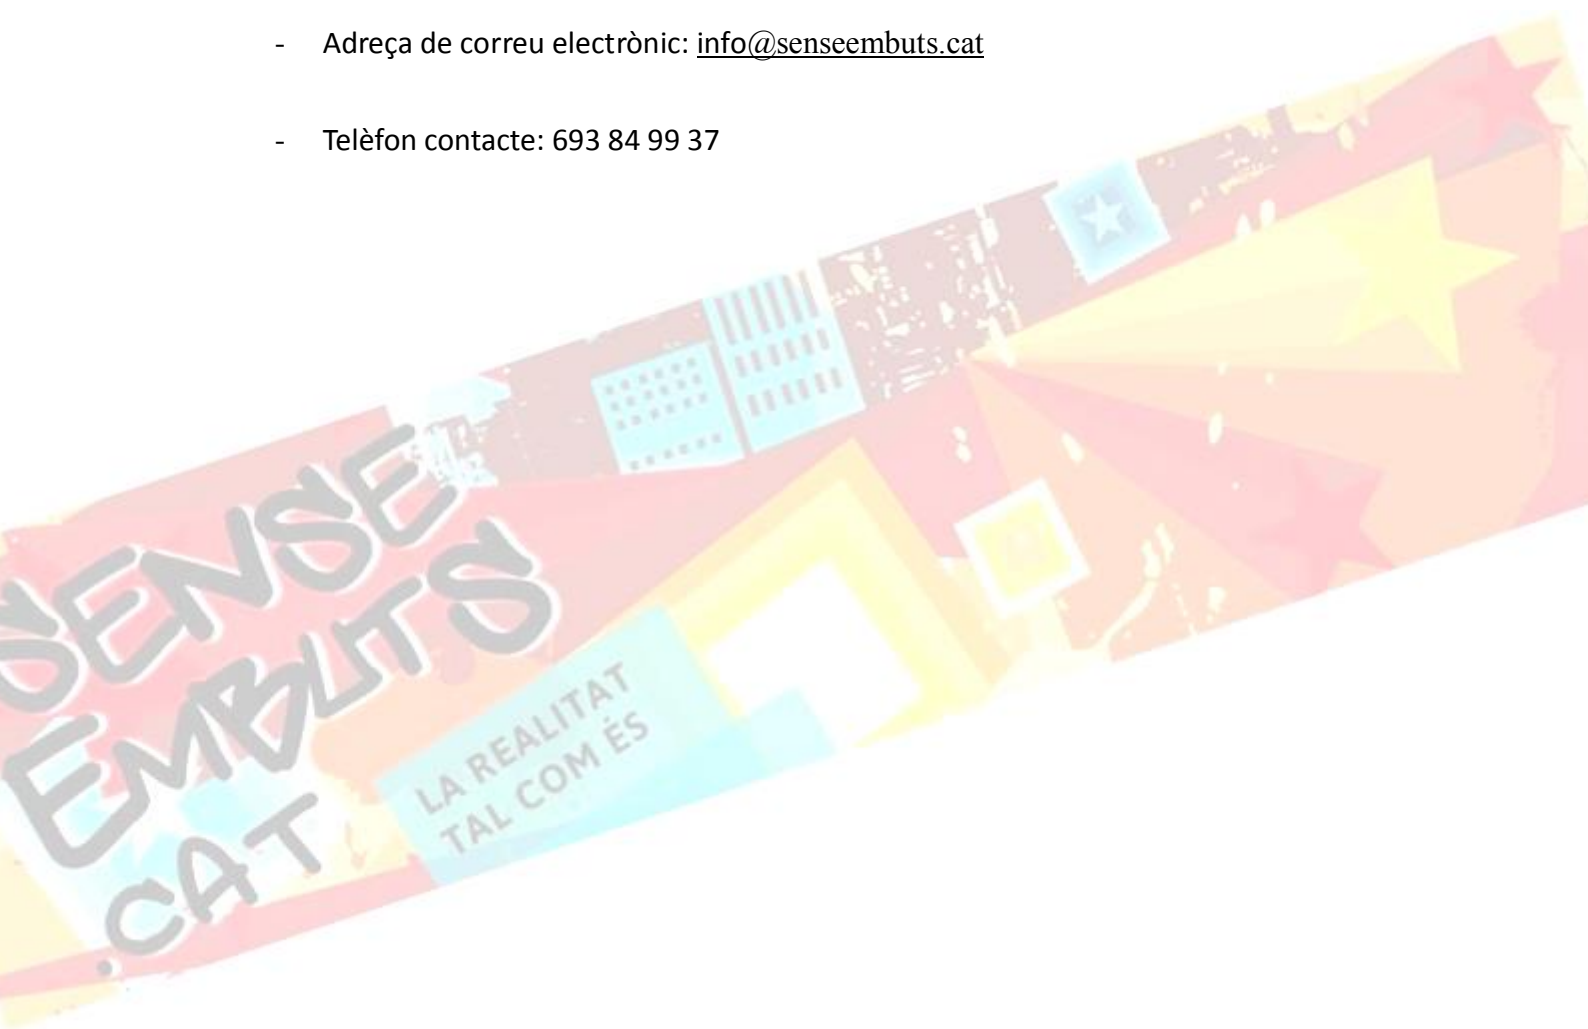 - Adreça de correu electrònic: info@senseembuts.cat
- Telèfon contacte: 693 84 99 37
SENSE
EMBUTS
.CAT
LA REALITAT
TAL COM ÉS